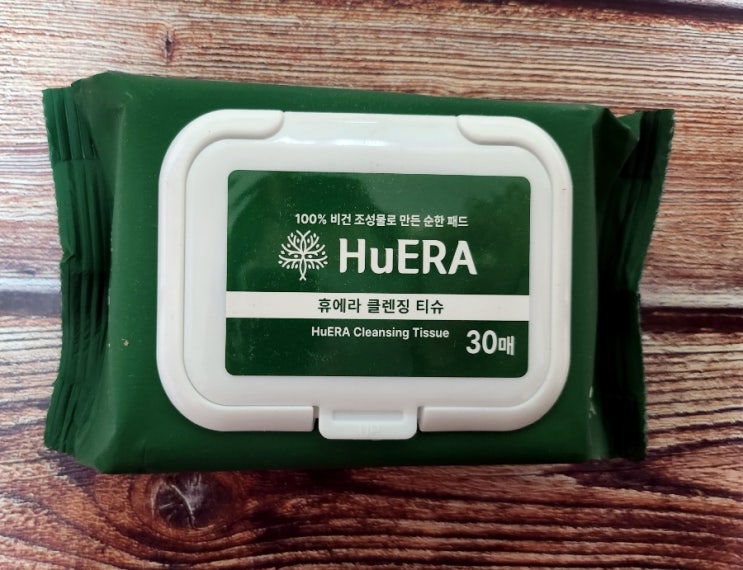 100% 비건 조성물로 만든 순한 패드
HuERA
휴에라 클렌징 티슈
HuERA Cleansing Tissue
30매